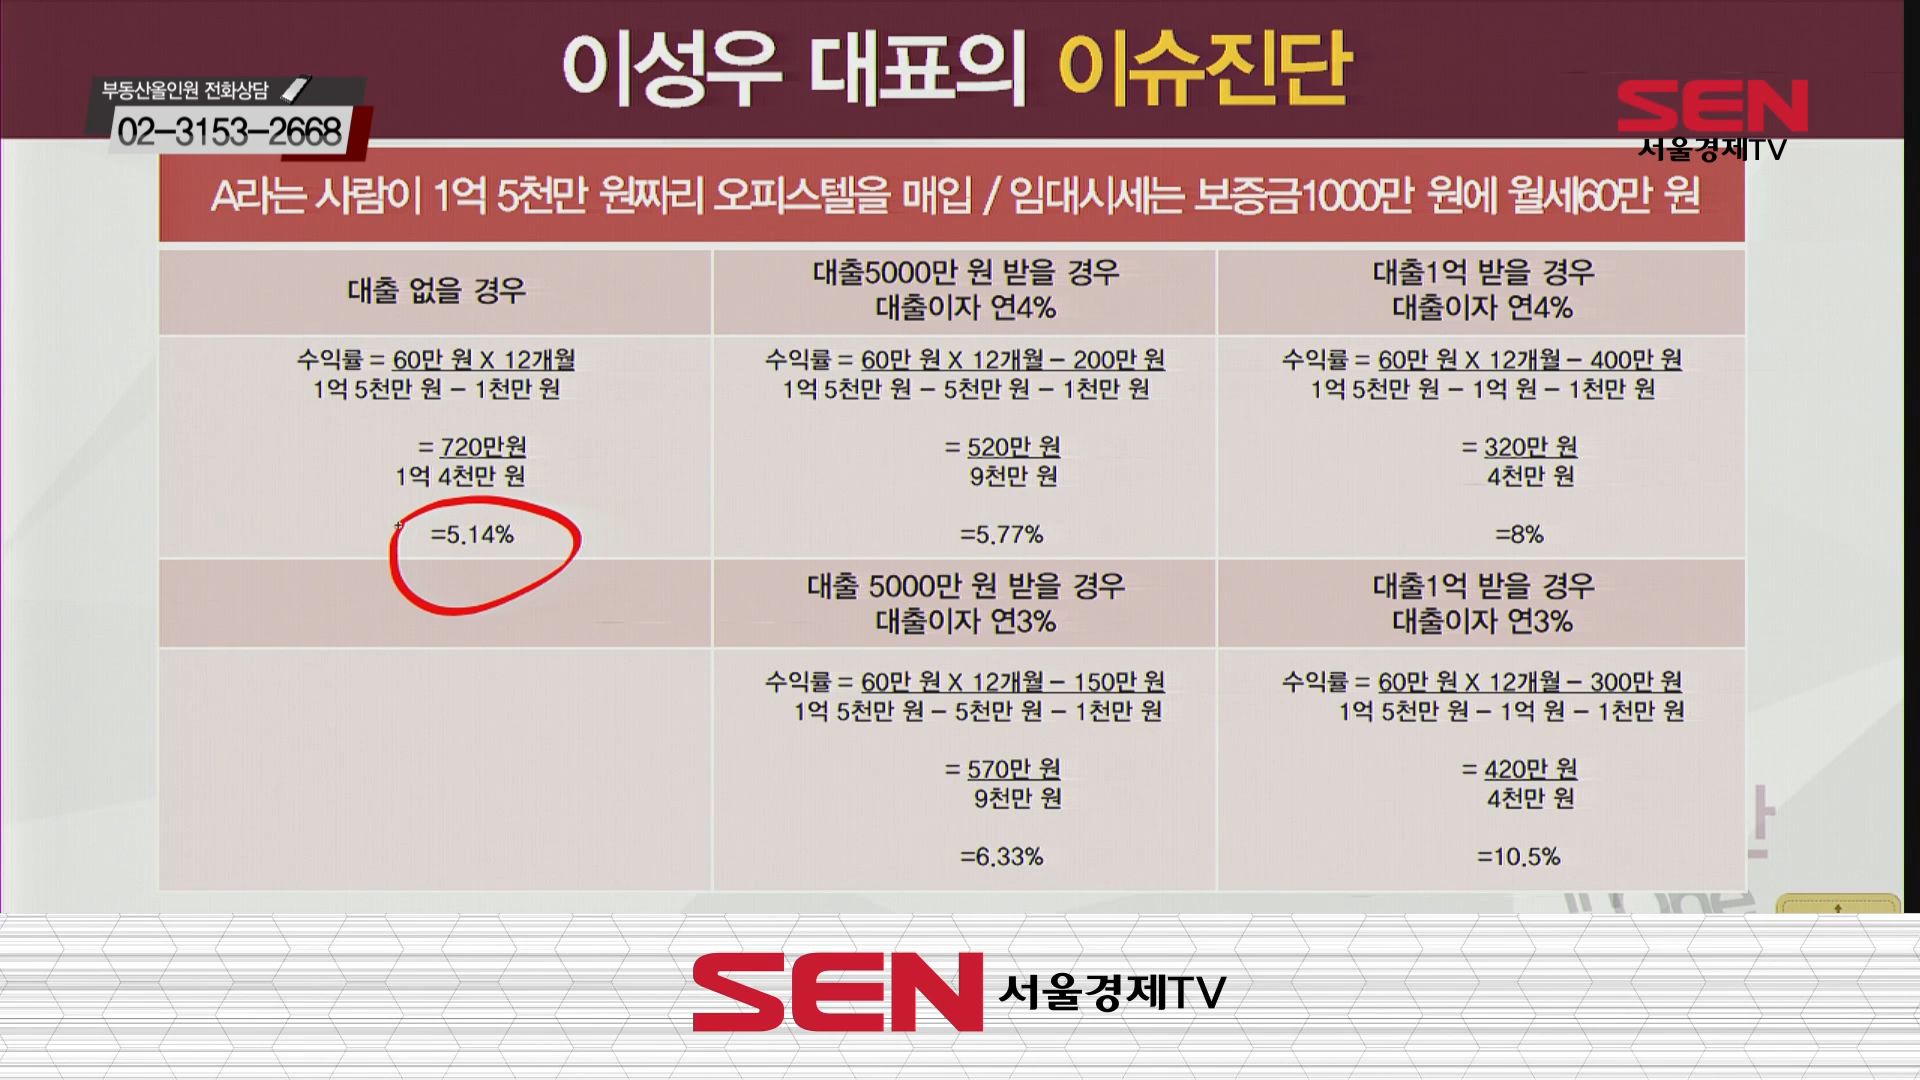 이성우 대표의 이슈진단
부동산올인원 전화상담
02-3153-2668
SEN
서울경제TV
A라는 사람이 1억 5천만 원짜리 오피스텔을 매입 / 임대시세는 보증금1000만 원에 월세60만 원
대출 없을 경우
수익률 = 60만 원 X 12개월
1억 5천만 원 - 1천만 원
= 720만원
1억 4천만 원
=5.14%
대출5000만 원 받을 경우
대출이자 연4%
수익률 = 60만 원 X 12개월 - 200만 원
1억 5천만 원 - 5천만 원 - 1천만 원
= 520만 원
9천만 원
=5.77%
대출1억 받을 경우
대출이자 연4%
수익률 = 60만 원 X 12개월 - 400만 원
1억 5천만 원 - 1억 원 - 1천만 원
= 320만 원
4천만 원
=8%
대출 5000만 원 받을 경우
대출이자 연3%
수익률 = 60만 원 X 12개월 - 150만 원
1억 5천만 원 - 5천만 원 - 1천만 원
= 570만 원
9천만 원
=6.33%
대출1억 받을 경우
대출이자 연3%
수익률 = 60만 원 X 12개월 - 300만 원
1억 5천만 원 - 1억 원 - 1천만 원
= 420만 원
4천만 원
=10.5%
SEN 서울경제TV